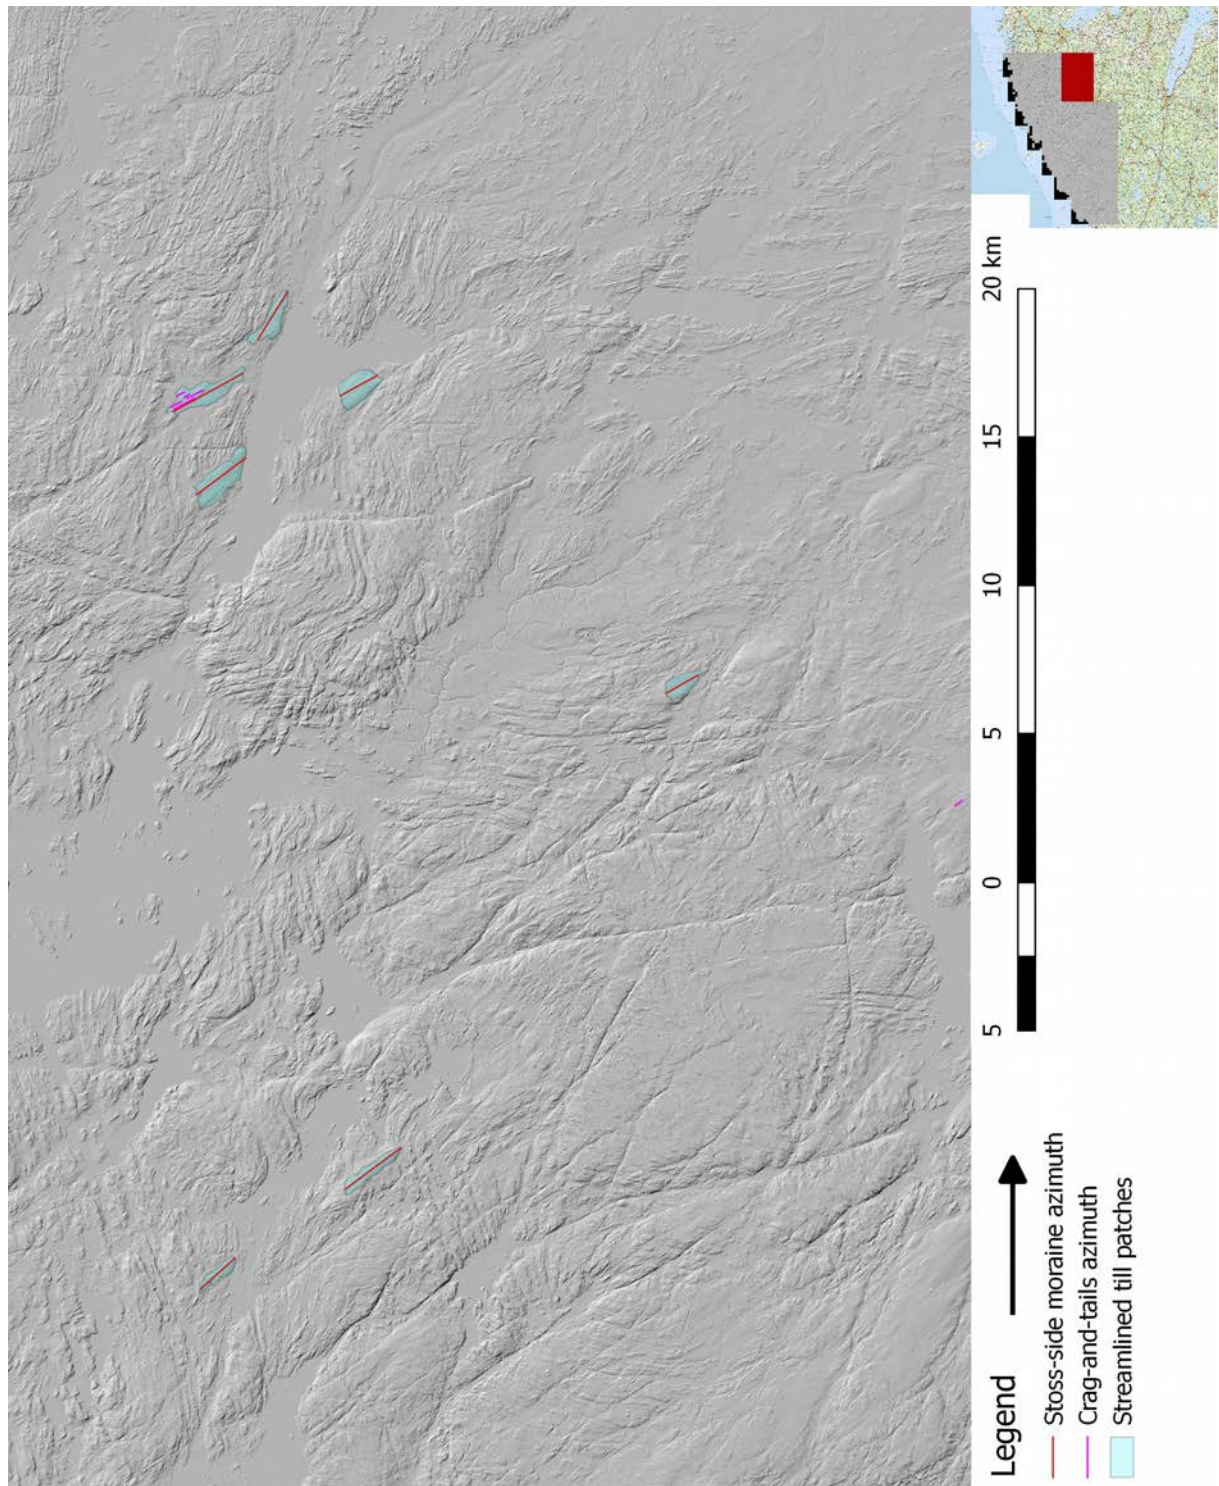 Legend
Stoss-side moraine azimuth
Crag-and-tails azimuth
Streamlined till patches
5 0 5 10 15 20 km